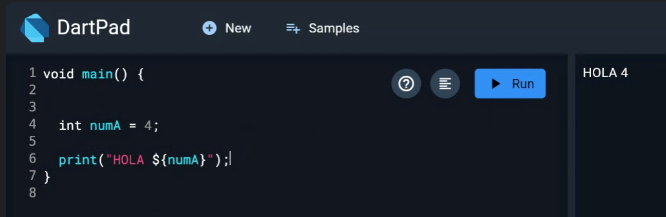 DartPad
New
Samples
Run
HOLA 4
1 void main() {
2
3
4   int numA = 4;
5
6   print("HOLA ${numA}");
7 }
8